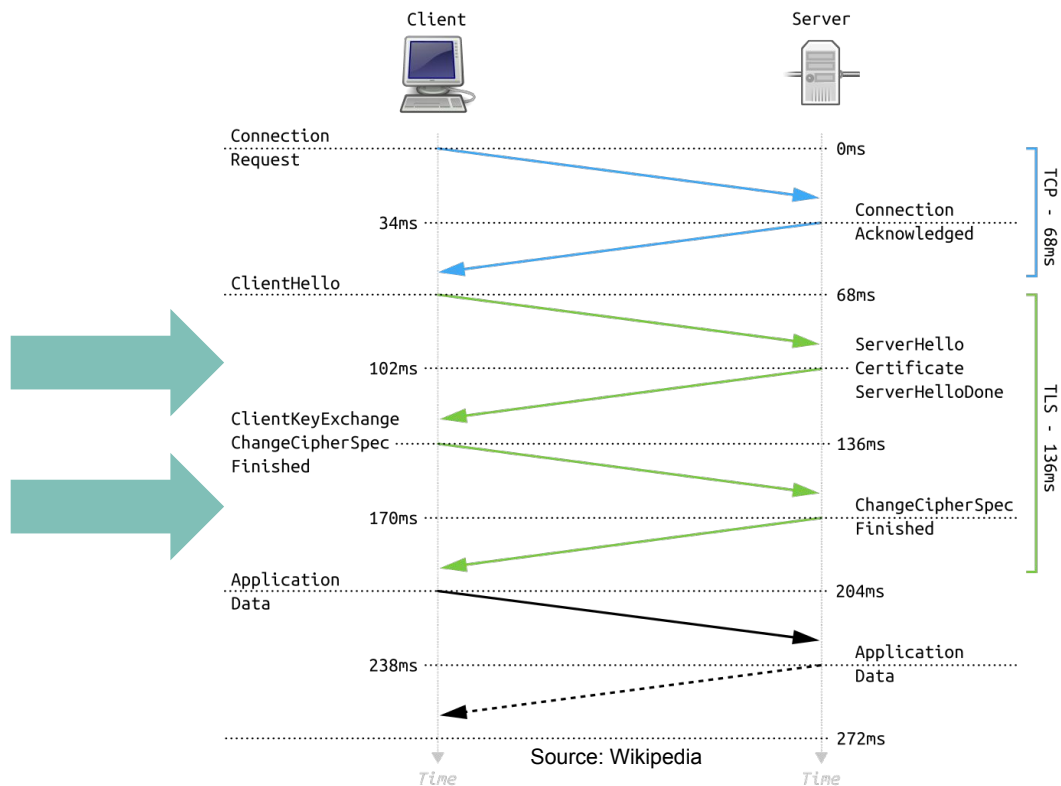 Client
Server
Connection
Request
0ms
34ms
Connection
Acknowledged
TCP - 68ms
ClientHello
68ms
ServerHello
102ms
Certificate
ServerHelloDone
TLS - 136ms
ClientKeyExchange
ChangeCipherSpec
136ms
Finished
ChangeCipherSpec
170ms
Finished
Application
Data
204ms
238ms
Application
Data
272ms
Source: Wikipedia
Time
Time